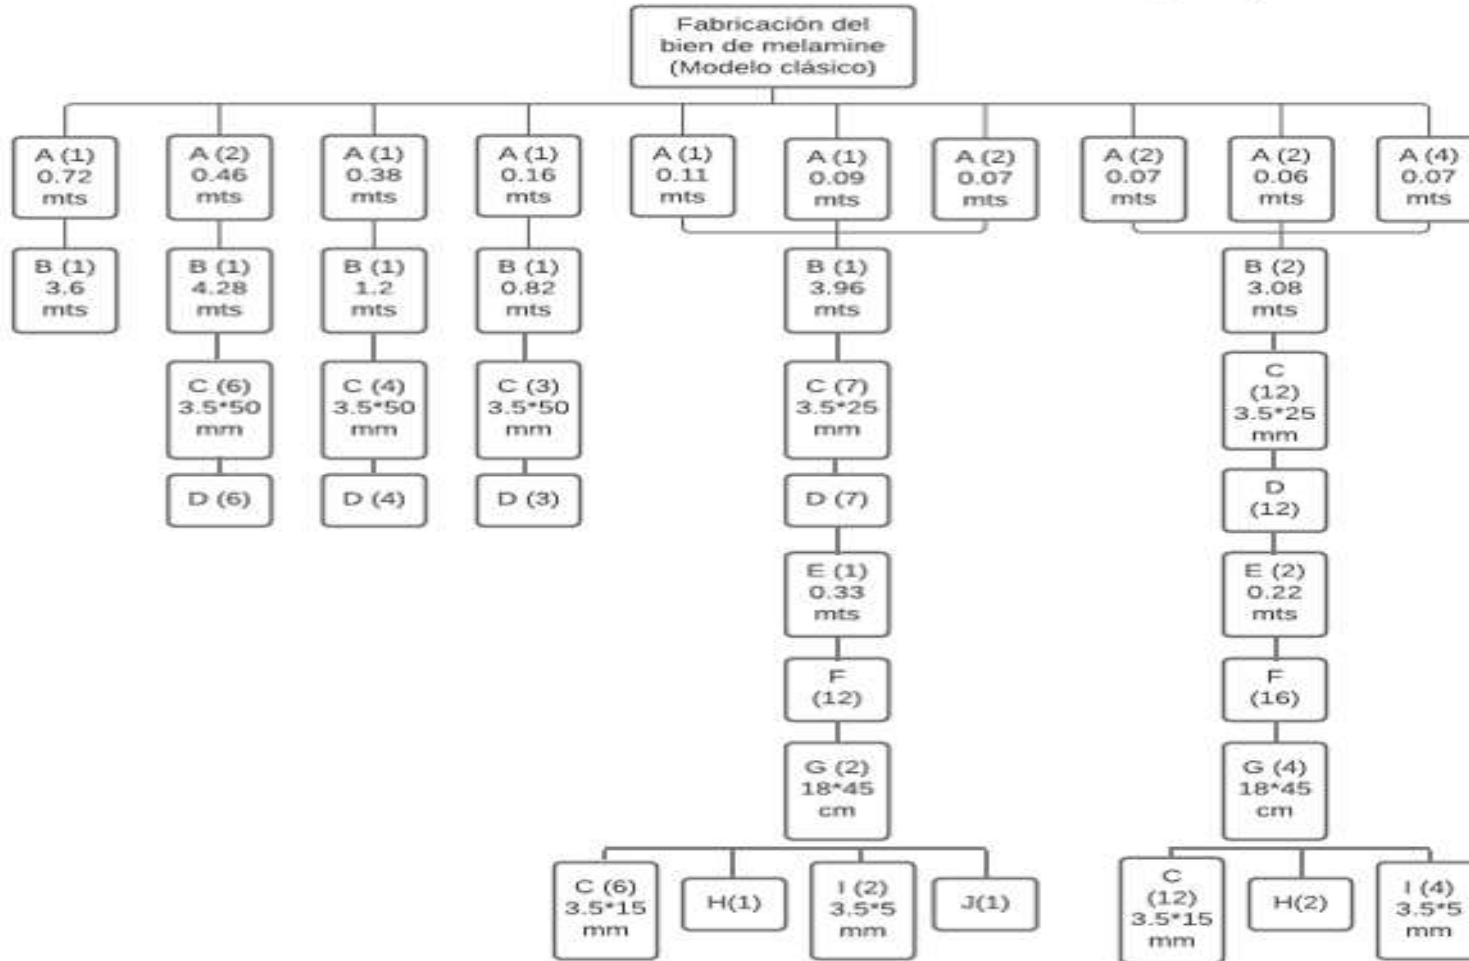 Fabricación del
bien de melamine
(Modelo clásico)
A (1)
0.72
mts
A (2)
0.46
mts
A (1)
0.38
mts
A (1)
0.16
mts
A (1)
0.11
mts
A (1)
0.09
mts
A (2)
0.07
mts
A (2)
0.07
mts
A (2)
0.06
mts
A (4)
0.07
mts
B (1)
3.6
mts
B (1)
4.28
mts
B (1)
1.2
mts
B (1)
0.82
mts
B (1)
3.96
mts
B (2)
3.08
mts
C (6)
3.5*50
mm
C (4)
3.5*50
mm
C (3)
3.5*50
mm
C (7)
3.5*25
mm
C
(12)
3.5*25
mm
D (6)
D (4)
D (3)
D (7)
D
(12)
E (1)
0.33
mts
E (2)
0.22
mts
F
(12)
F
(16)
G (2)
18*45
cm
G (4)
18*45
cm
C (6)
3.5*15
mm
H(1)
I (2)
3.5*5
mm
J(1)
C
(12)
3.5*15
mm
H(2)
I (4)
3.5*5
mm